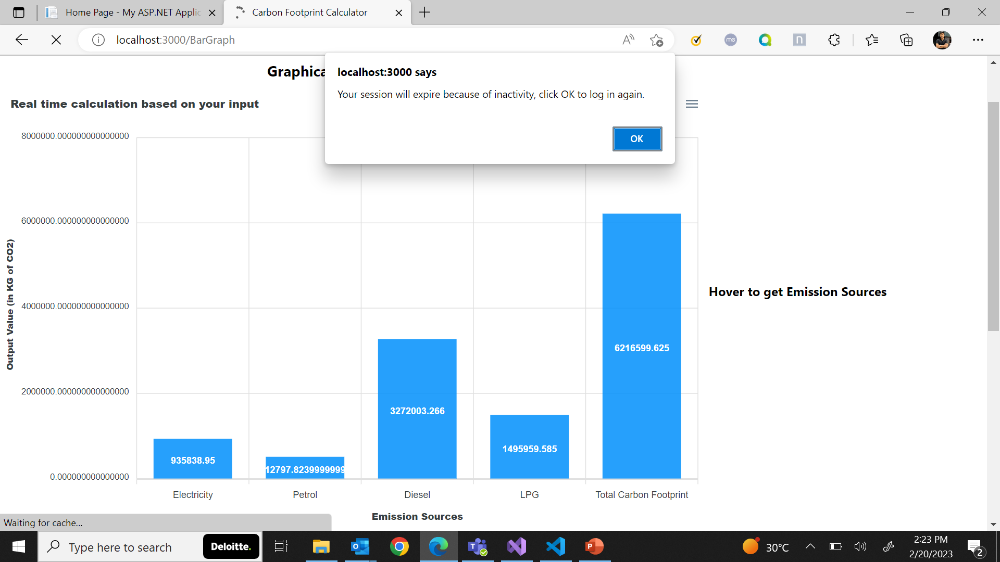 Home Page - My ASP.NET Applic
Carbon Footprint Calculator
localhost:3000/BarGraph
me
n
Graphica
localhost:3000 says
Your session will expire because of inactivity, click OK to log in again.
OK
Real time calculation based on your input
8000000.000000000000000
6000000.000000000000000
4000000.000000000000000
2000000.000000000000000
0.000000000000000
Output Value (in KG of CO2)
935838.95
12797.8239999999
3272003.266
1495959.585
6216599.625
Electricity
Petrol
Diesel
LPG
Total Carbon Footprint
Emission Sources
Hover to get Emission Sources
Waiting for cache...
Type here to search
Deloitte.
30°C
2:23 PM
2/20/2023
2